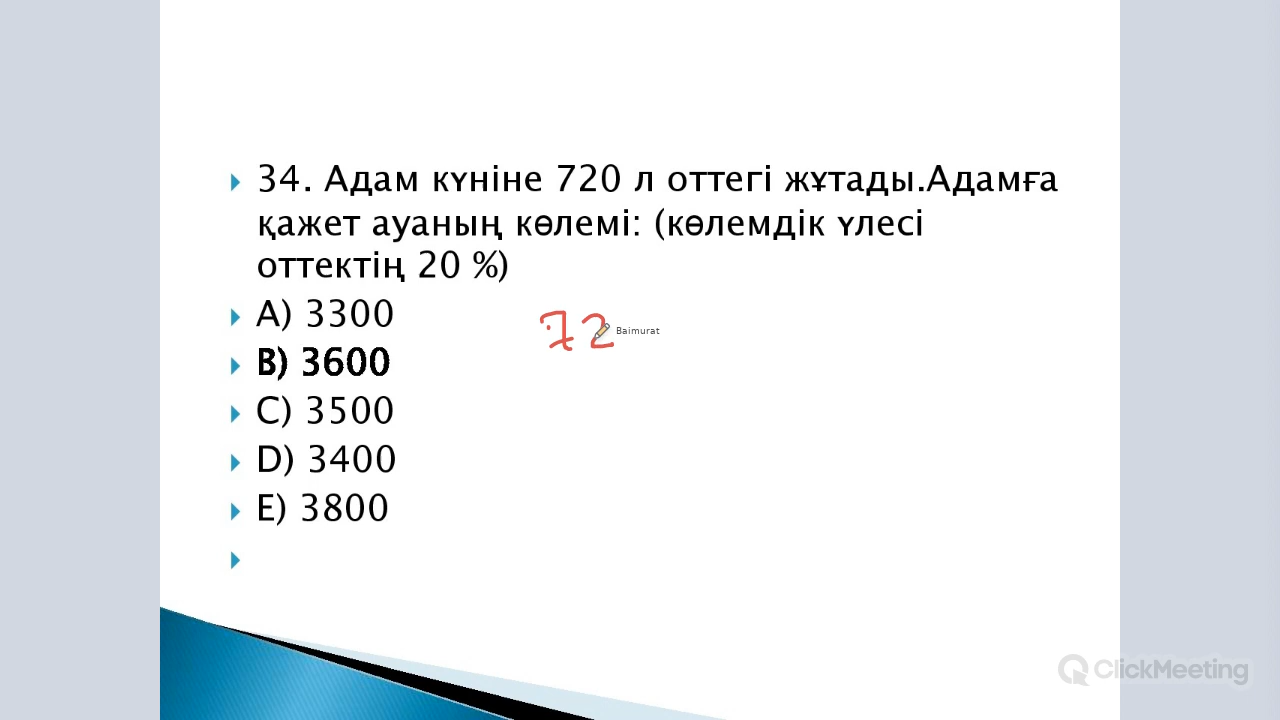 34. Адам күніне 720 л оттегі жұтады.Адамға
қажет ауаның көлемі: (көлемдік үлесі
оттектің 20 %)
A) 3300
72
Baimurat
B) 3600
C) 3500
D) 3400
E) 3800
ClickMeeting